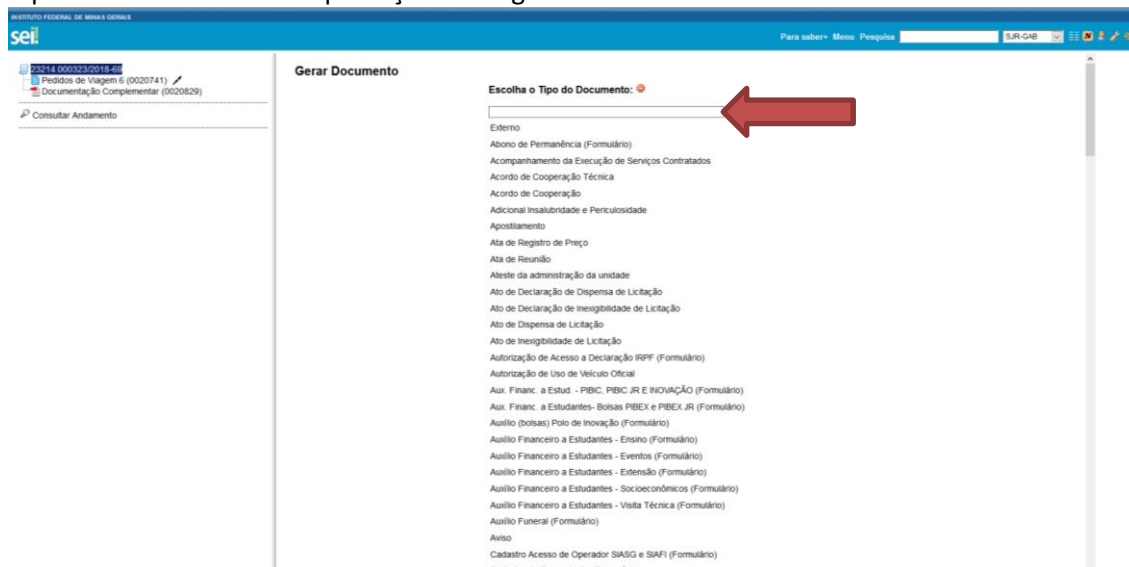 INSTITUTO FEDERAL DE MINAS GERAIS
sei!
Para saber+ Menu Pesquisa SJR-GAB
23214.000323/2018-69
Pedidos de Viagem 6 (0020741)
Documentação Complementar (0020829)
Consultar Andamento
Gerar Documento
Escolha o Tipo do Documento:
Externo
Abono de Permanência (Formulário)
Acompanhamento da Execução de Serviços Contratados
Acordo de Cooperação Técnica
Acordo de Cooperação
Adicional Insalubridade e Periculosidade
Apostilamento
Ata de Registro de Preço
Ata de Reunião
Ateste da administração da unidade
Ato de Declaração de Dispensa de Licitação
Ato de Declaração de Inexigibilidade de Licitação
Ato de Dispensa de Licitação
Ato de Inexigibilidade de Licitação
Autorização de Acesso a Declaração IRPF (Formulário)
Autorização de Uso de Veículo Oficial
Aux. Financ. a Estud. - PIBIC, PIBIC JR E INOVAÇÃO (Formulário)
Aux. Financ. a Estudantes- Bolsas PIBEX e PIBEX JR (Formulário)
Auxílio (bolsas) Polo de Inovação (Formulário)
Auxílio Financeiro a Estudantes - Ensino (Formulário)
Auxílio Financeiro a Estudantes - Eventos (Formulário)
Auxílio Financeiro a Estudantes - Extensão (Formulário)
Auxílio Financeiro a Estudantes - Socioeconômicos (Formulário)
Auxílio Financeiro a Estudantes - Visita Técnica (Formulário)
Auxílio Funeral (Formulário)
Aviso
Cadastro Acesso de Operador SIASG e SIAFI (Formulário)